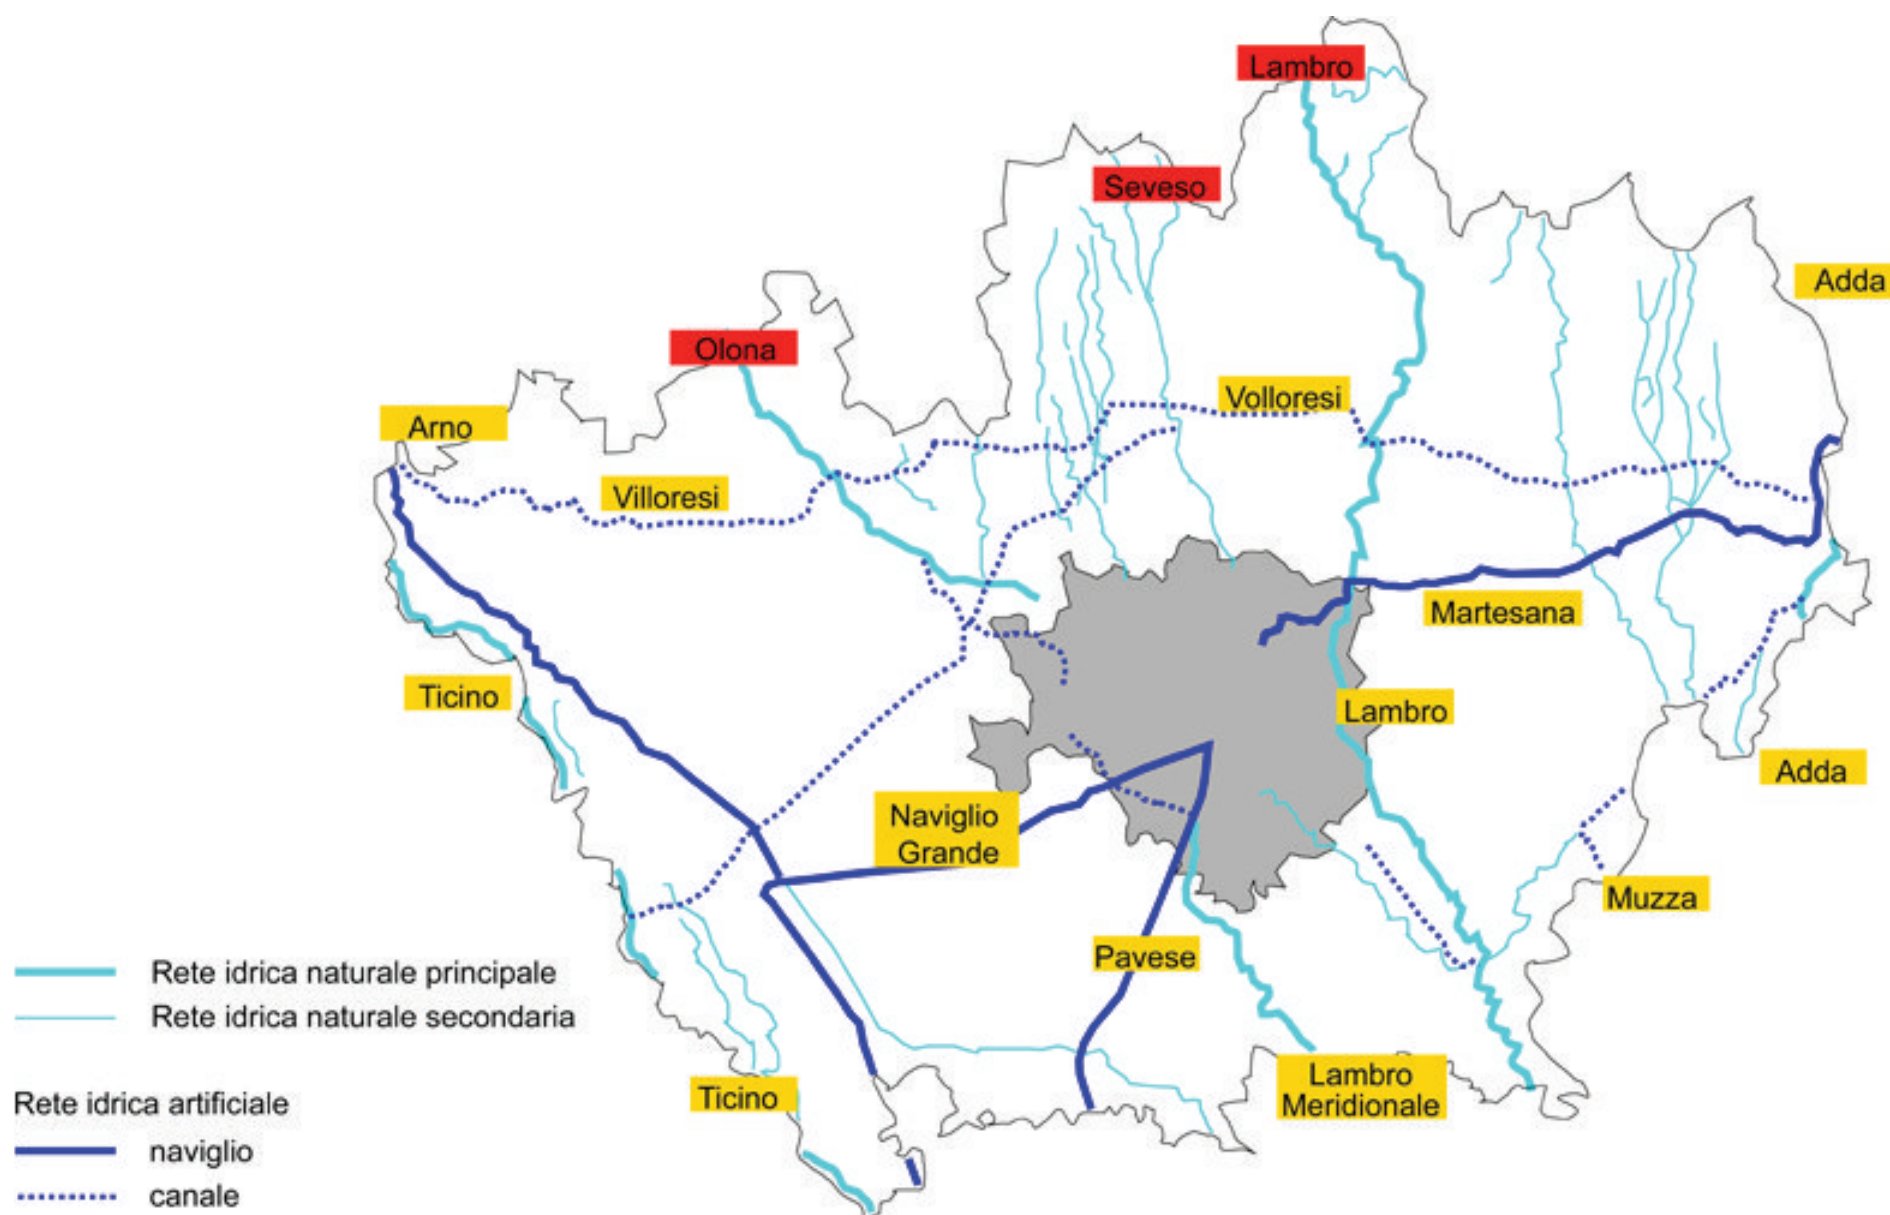 Lambro
Seveso
Adda
Olona
Volloresi
Arno
Villoresi
Martesana
Ticino
Lambro
Adda
Naviglio
Grande
Muzza
Pavese
Rete idrica naturale principale
Rete idrica naturale secondaria
Lambro
Meridionale
Ticino
Rete idrica artificiale
naviglio
canale